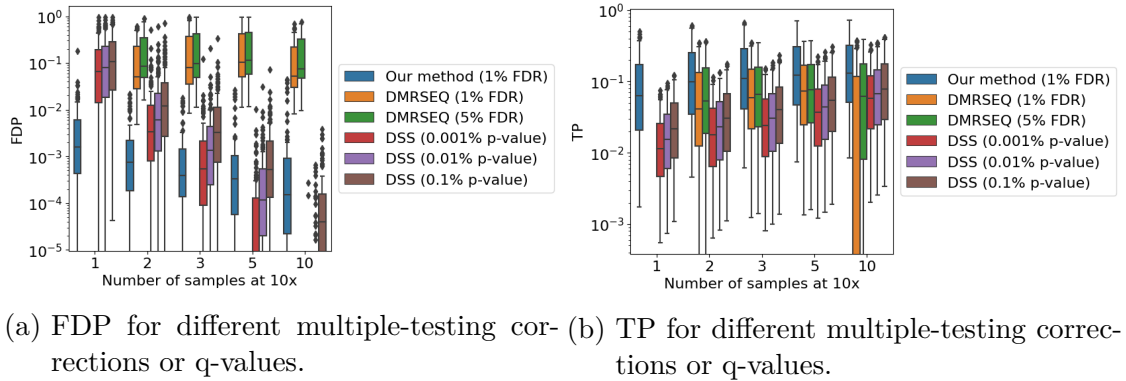 10⁰
10⁻¹
10⁻²
10⁻³
10⁻⁴
10⁻⁵
FDP
1 2 3 5 10
Number of samples at 10x
Our method (1% FDR)
DMRSEQ (1% FDR)
DMRSEQ (5% FDR)
DSS (0.001% p-value)
DSS (0.01% p-value)
DSS (0.1% p-value)
10⁰
10⁻¹
10⁻²
10⁻³
TP
1 2 3 5 10
Number of samples at 10x
Our method (1% FDR)
DMRSEQ (1% FDR)
DMRSEQ (5% FDR)
DSS (0.001% p-value)
DSS (0.01% p-value)
DSS (0.1% p-value)
(a) FDP for different multiple-testing cor-
rections or q-values.
(b) TP for different multiple-testing correc-
tions or q-values.